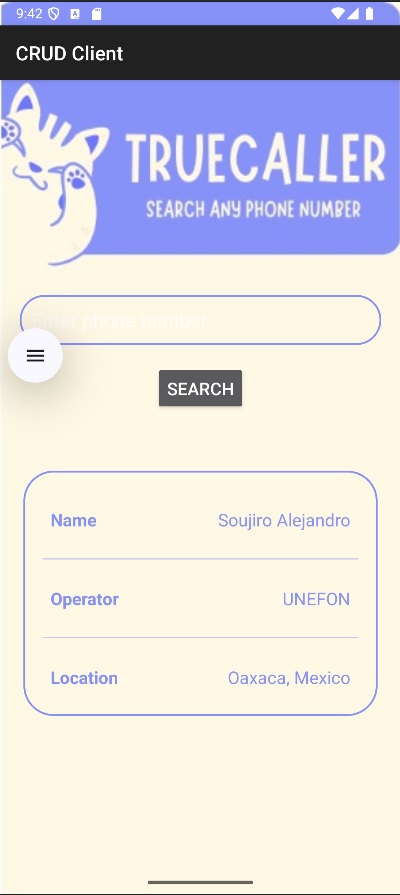 9:42
CRUD Client
TRUECALLER
SEARCH ANY PHONE NUMBER
Enter phone number
SEARCH
Name Soujiro Alejandro
Operator UNEFON
Location Oaxaca, Mexico